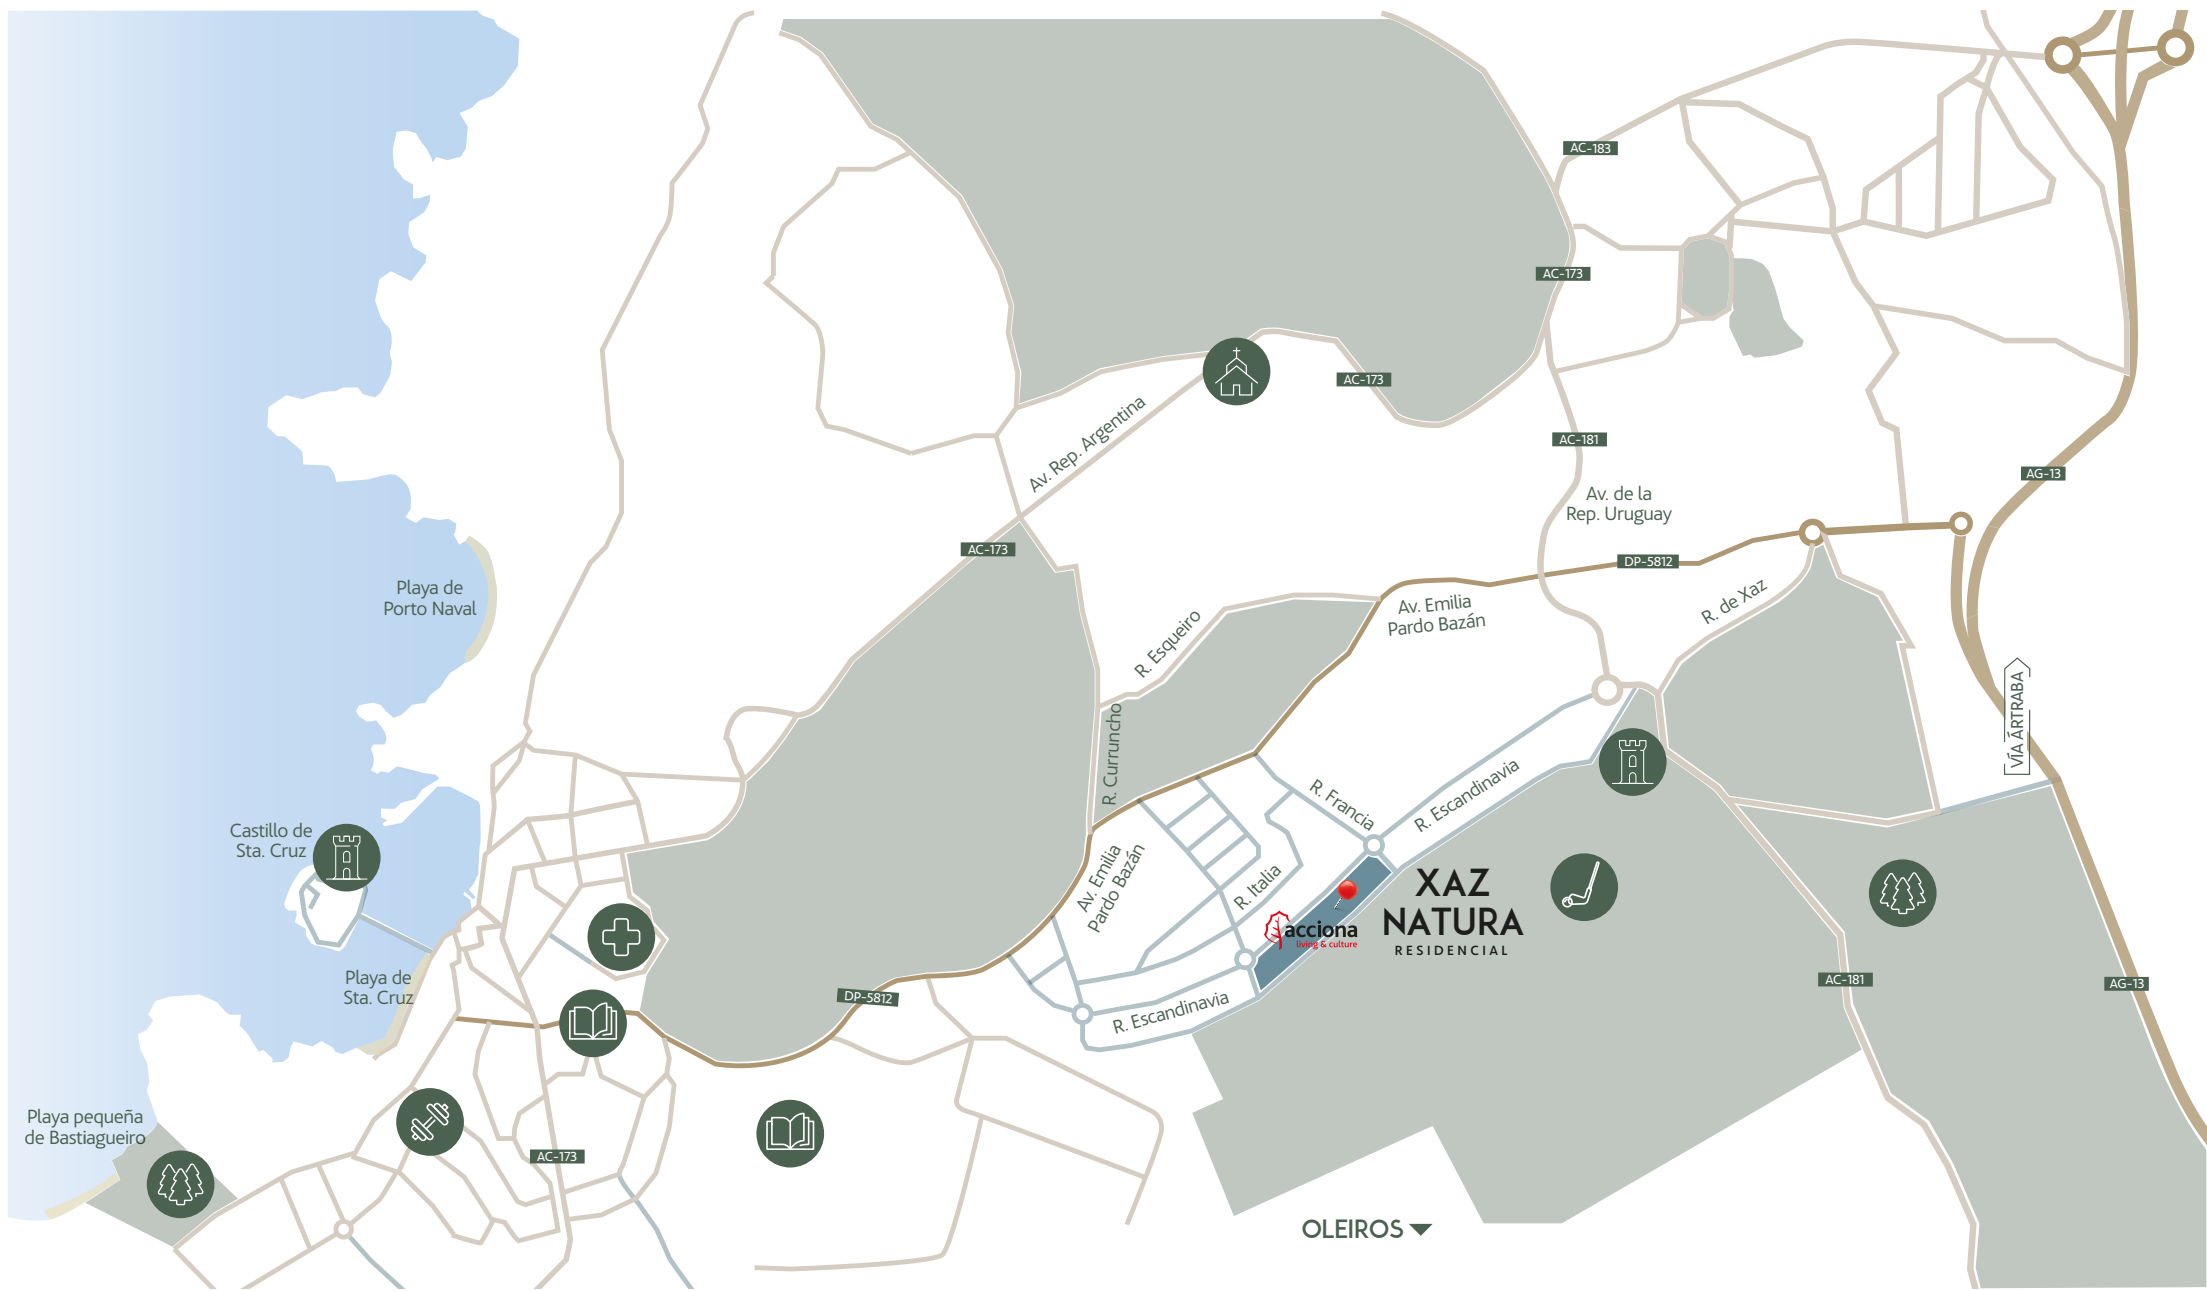 AC-183
AC-173
AC-173
Av. Rep. Argentina
AC-181
AG-13
Av. de la
Rep. Uruguay
AC-173
DP-5812
Playa de
Porto Naval
R. de Xaz
Av. Emilia
Pardo Bazán
R. Esqueiro
R. Curruncho
VÍA ÁRTRABA
R. Francia
R. Escandinavia
Castillo de
Sta. Cruz
Av. Emilia
Pardo Bazán
R. Italia
XAZ
NATURA
RESIDENCIAL
acciona
living & culture
Playa de
Sta. Cruz
AC-181
AG-13
DP-5812
R. Escandinavia
Playa pequeña
de Bastiagueiro
AC-173
OLEIROS